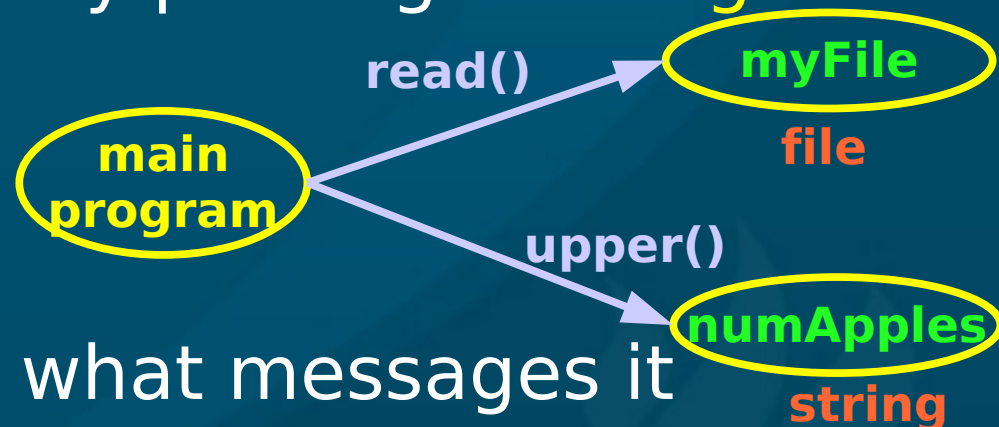 read()
myFile
file
main
program
upper()
numApples
what messages it
string